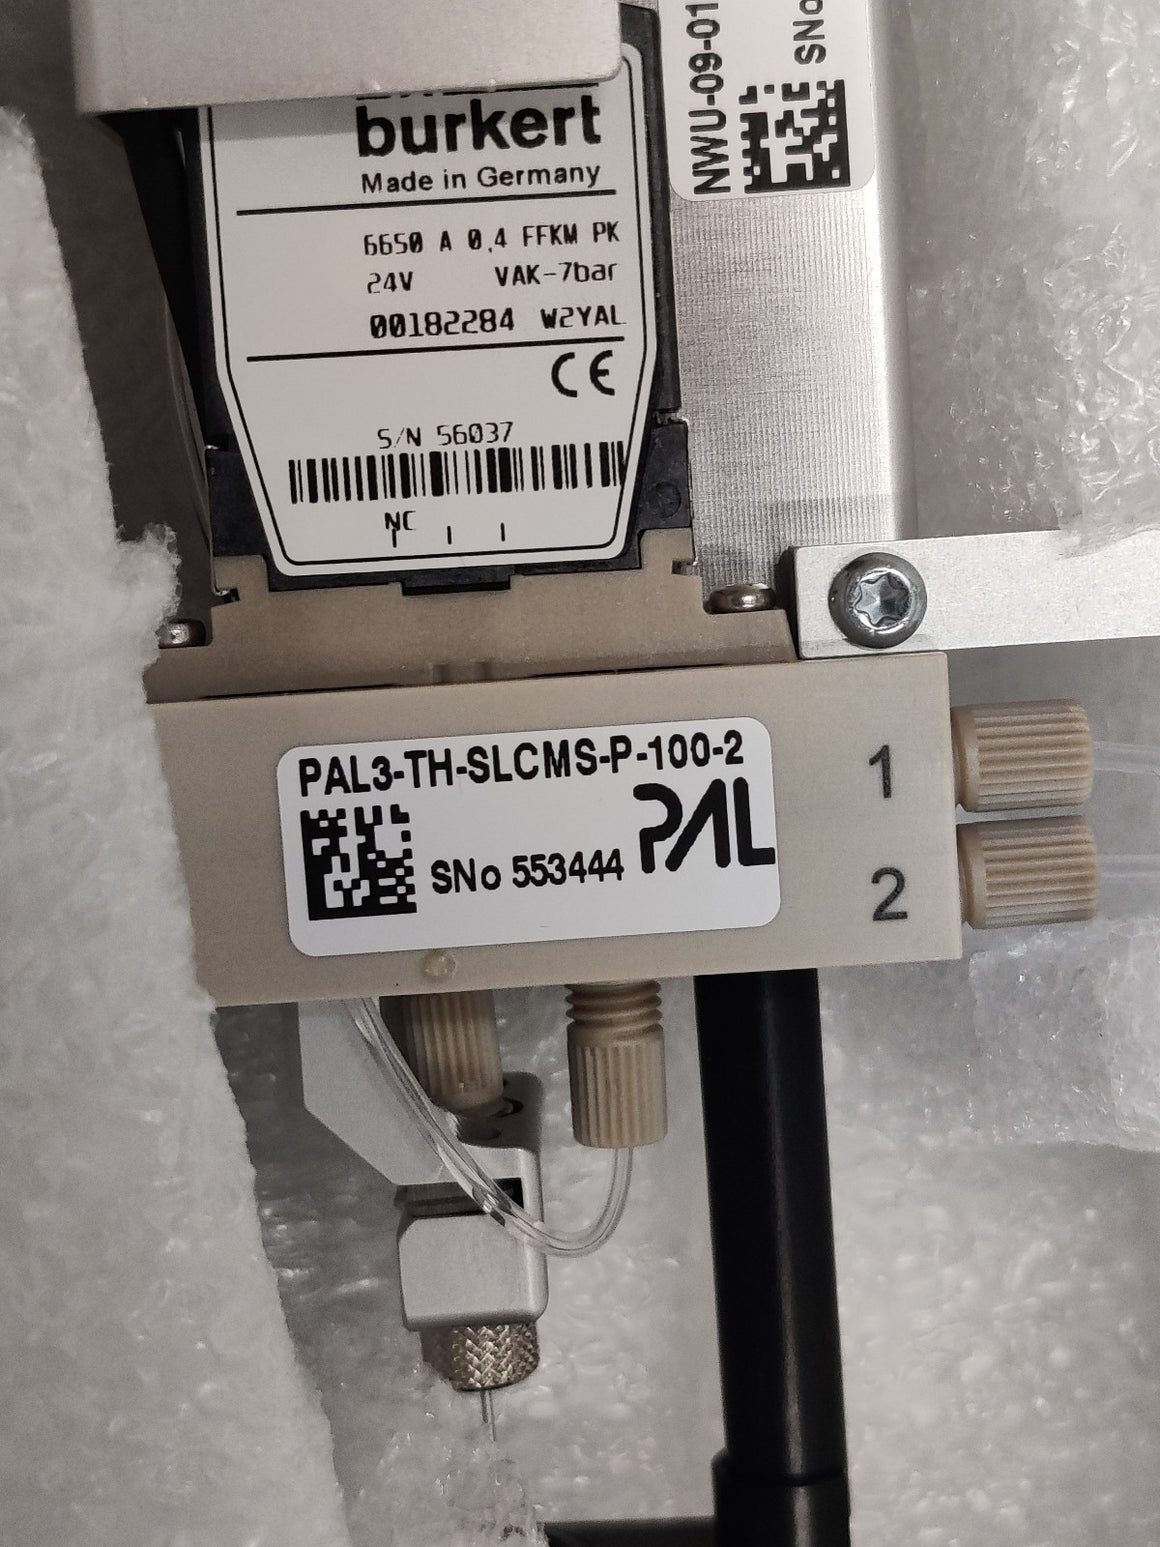 burkert
Made in Germany
6650 A 0,4 FFKM PK
24V VAK-7bar
00182284 W2YAL
CE
S/N 56037
NC
NWU-09-01
SNo
PAL3-TH-SLCMS-P-100-2
SNo 553444 PAL
1
2